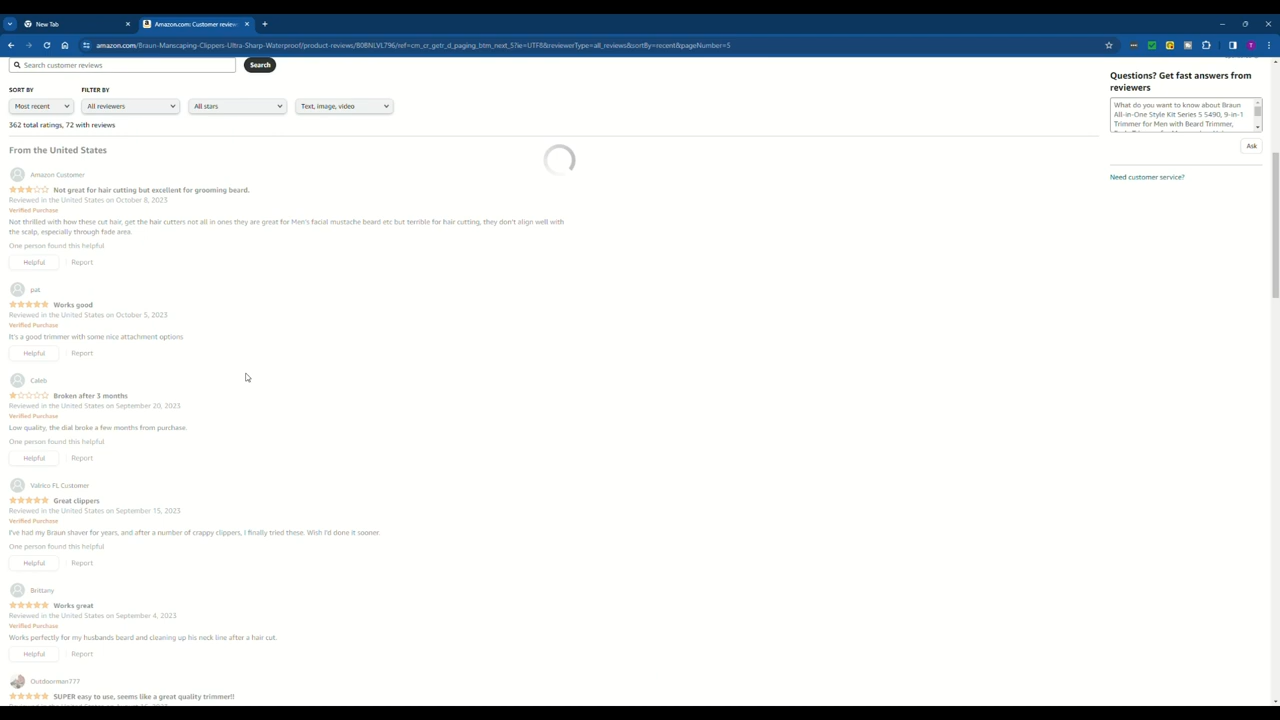 New Tab
Amazon.com: Customer review
amazon.com/Braun-Manscaping-Clippers-Ultra-Sharp-Waterproof/product-reviews/B0BNLVL796/ref=cm_cr_getr_d_paging_btm_next_5?ie=UTF8&reviewerType=all_reviews&sortBy=recent&pageNumber=5
Search customer reviews
Search
SORT BY
FILTER BY
Most recent
All reviewers
All stars
Text, image, video
362 total ratings, 72 with reviews
From the United States
Amazon Customer
Not great for hair cutting but excellent for grooming beard.
Reviewed in the United States on October 8, 2023
Verified Purchase
Not thrilled with how these cut hair, get the hair cutters not all in ones they are great for Men's facial mustache beard etc but terrible for hair cutting, they don't align well with
the scalp, especially through fade area.
One person found this helpful
Helpful
Report
pat
Works good
Reviewed in the United States on October 5, 2023
Verified Purchase
It's a good trimmer with some nice attachment options
Helpful
Report
Caleb
Broken after 3 months
Reviewed in the United States on September 20, 2023
Verified Purchase
Low quality, the dial broke a few months from purchase.
One person found this helpful
Helpful
Report
Valrico FL Customer
Great clippers
Reviewed in the United States on September 15, 2023
Verified Purchase
I've had my Braun shaver for years, and after a number of crappy clippers, I finally tried these. Wish I'd done it sooner.
One person found this helpful
Helpful
Report
Brittany
Works great
Reviewed in the United States on September 4, 2023
Verified Purchase
Works perfectly for my husbands beard and cleaning up his neck line after a hair cut.
Helpful
Report
Outdoorman777
SUPER easy to use, seems like a great quality trimmer!!
Questions? Get fast answers from
reviewers
What do you want to know about Braun
All-in-One Style Kit Series 5 5490, 9-in-1
Trimmer for Men with Beard Trimmer,
Ask
Need customer service?